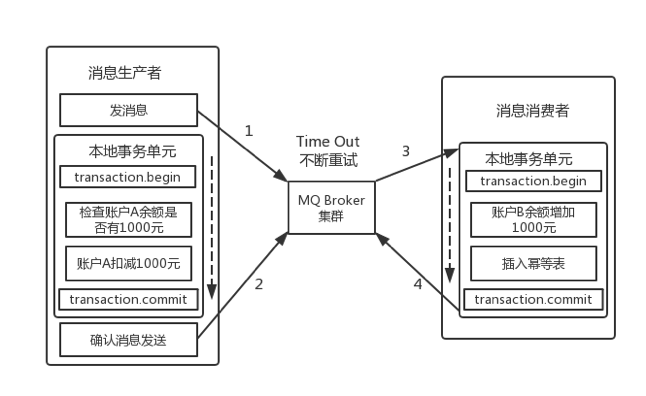 消息生产者
发消息
本地事务单元
transaction.begin
检查账户A余额是
否有1000元
账户A扣减1000元
transaction.commit
确认消息发送
1
2
Time Out
不断重试
MQ Broker
集群
3
4
消息消费者
本地事务单元
transaction.begin
账户B余额增加
1000元
插入幂等表
transaction.commit